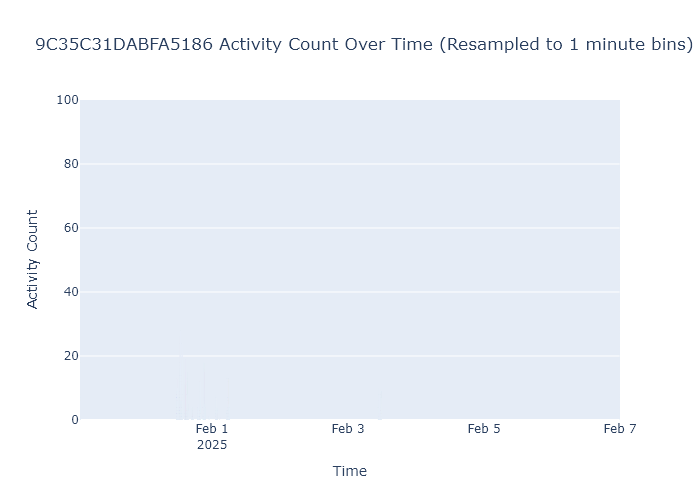 9C35C31DABFA5186 Activity Count Over Time (Resampled to 1 minute bins)
100
80
60
40
20
0
Activity Count
Feb 1
2025
Feb 3
Feb 5
Feb 7
Time